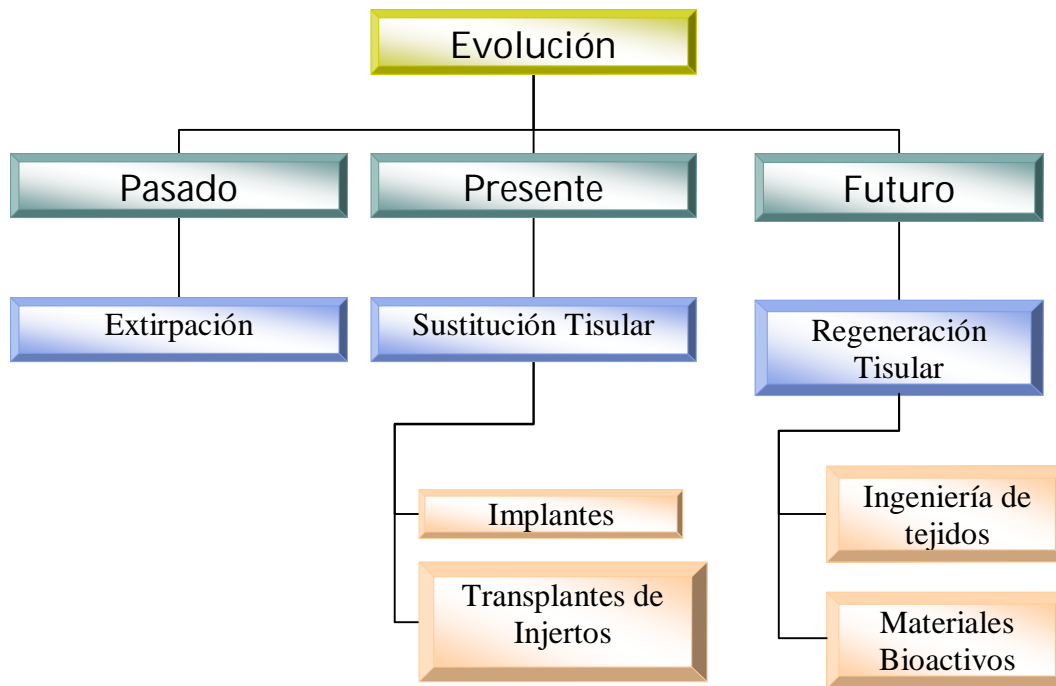 Evolución
Pasado
Presente
Futuro
Extirpación
Sustitución Tisular
Regeneración
Tisular
Implantes
Transplantes de
Injertos
Ingeniería de
tejidos
Materiales
Bioactivos